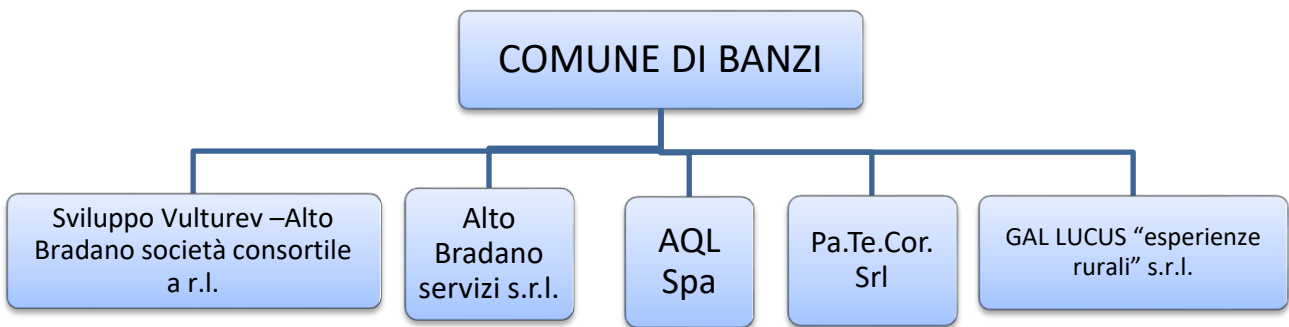 COMUNE DI BANZI
Sviluppo Vulturev –Alto
Bradano società consortile
a r.l.
Alto
Bradano
servizi s.r.l.
AQL
Spa
Pa.Te.Cor.
Srl
GAL LUCUS “esperienze
rurali” s.r.l.